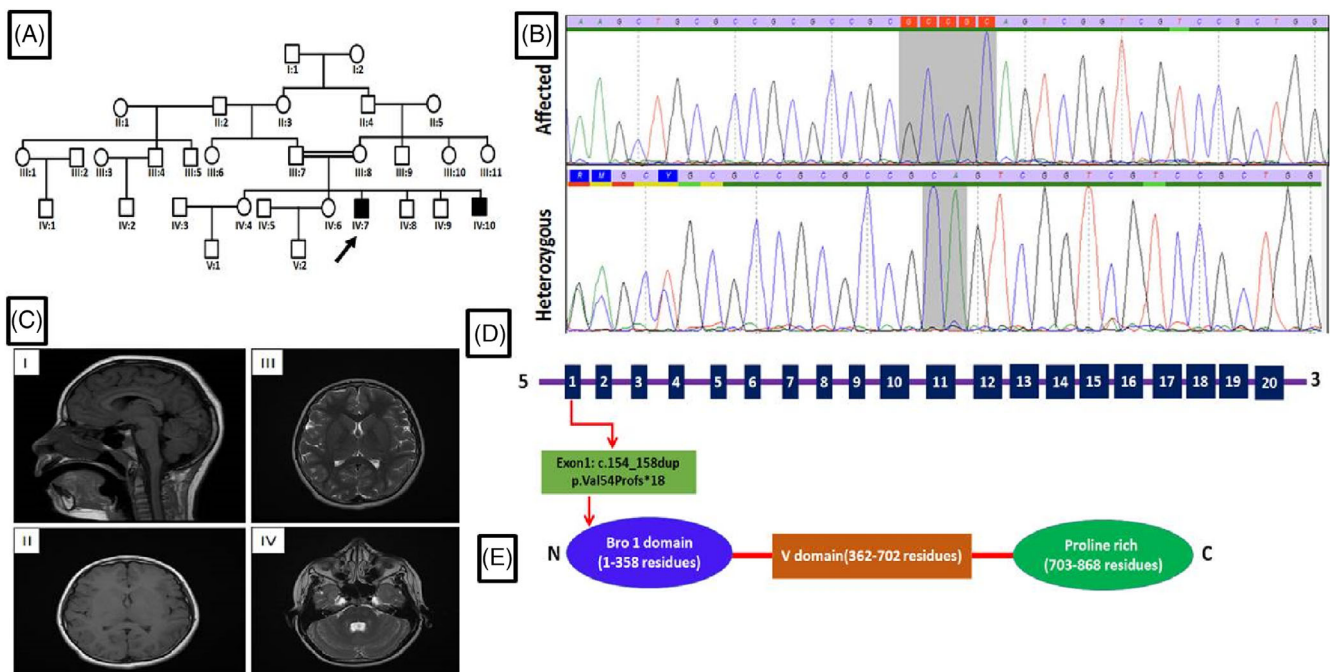 (A)
I:1 I:2
II:1 II:2 II:3 II:4 II:5
III:1 III:2 III:3 III:4 III:5 III:6 III:7 III:8 III:9 III:10 III:11
IV:1 IV:2 IV:3 IV:4 IV:5 IV:6 IV:7 IV:8 IV:9 IV:10
V:1 V:2
(B)
Affected
A A G C T G C G C C G C C G C G C G C C G C A G T C G G T C G T C C G C T G G
Heterozygous
R M G C Y G C G C C G C C G C G C A G T C G G T C G T C C G C T G G
(C)
I
III
II
IV
(D)
5 1 2 3 4 5 6 7 8 9 10 11 12 13 14 15 16 17 18 19 20 3
Exon1: c.154_158dup
p.Val54Profs*18
(E)
N
Bro 1 domain
(1-358 residues)
V domain(362-702 residues)
Proline rich
(703-868 residues)
C